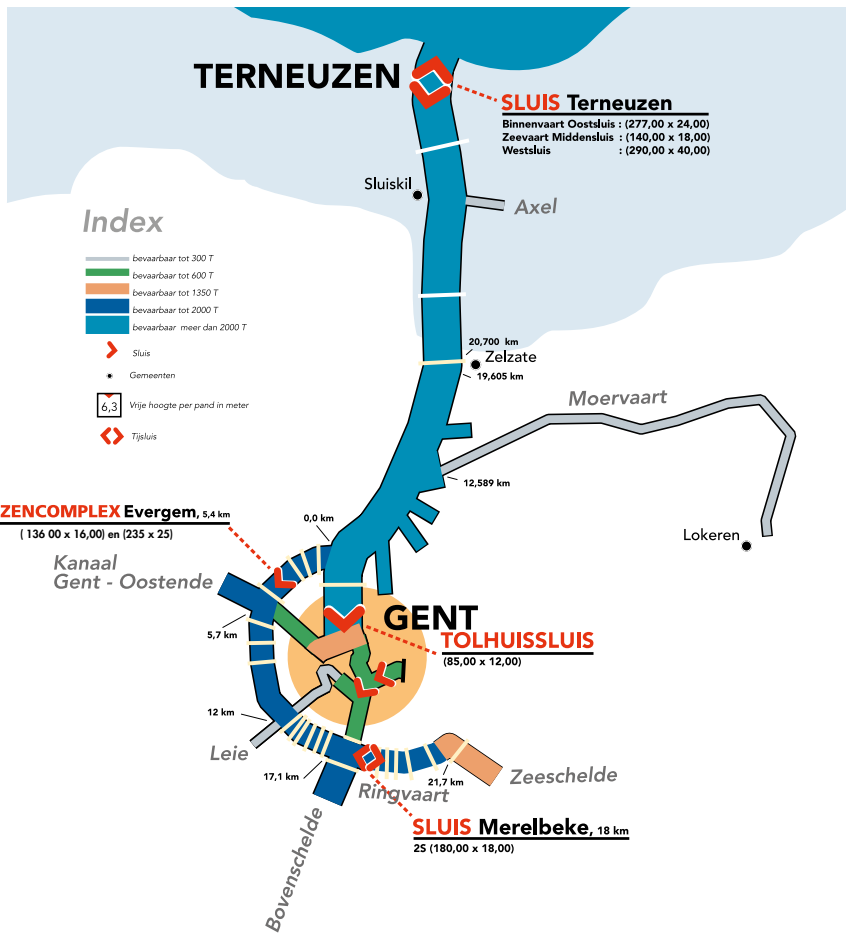 TERNEUZEN
SLUIS Terneuzen
Binnenvaart Oostsluis : (277,00 x 24,00)
Zeevaart Middensluis : (140,00 x 18,00)
Westsluis : (290,00 x 40,00)
Sluiskil
Axel
Index
bevaarbaar tot 300 T
bevaarbaar tot 600 T
bevaarbaar tot 1350 T
bevaarbaar tot 2000 T
bevaarbaar meer dan 2000 T
Sluis
Gemeenten
6,3 Vrije hoogte per pand in meter
Tijsluis
20,700 km
Zelzate
19,605 km
Moervaart
12,589 km
Lokeren
ZENCOMPLEX Evergem, 5,4 km
( 136 00 x 16,00) en (235 x 25)
0,0 km
Kanaal
Gent - Oostende
GENT
5,7 km
TOLHUISSLUIS
(85,00 x 12,00)
12 km
Leie
17,1 km
Ringvaart
21,7 km
Zeeschelde
Bovenschelde
SLUIS Merelbeke, 18 km
2S (180,00 x 18,00)